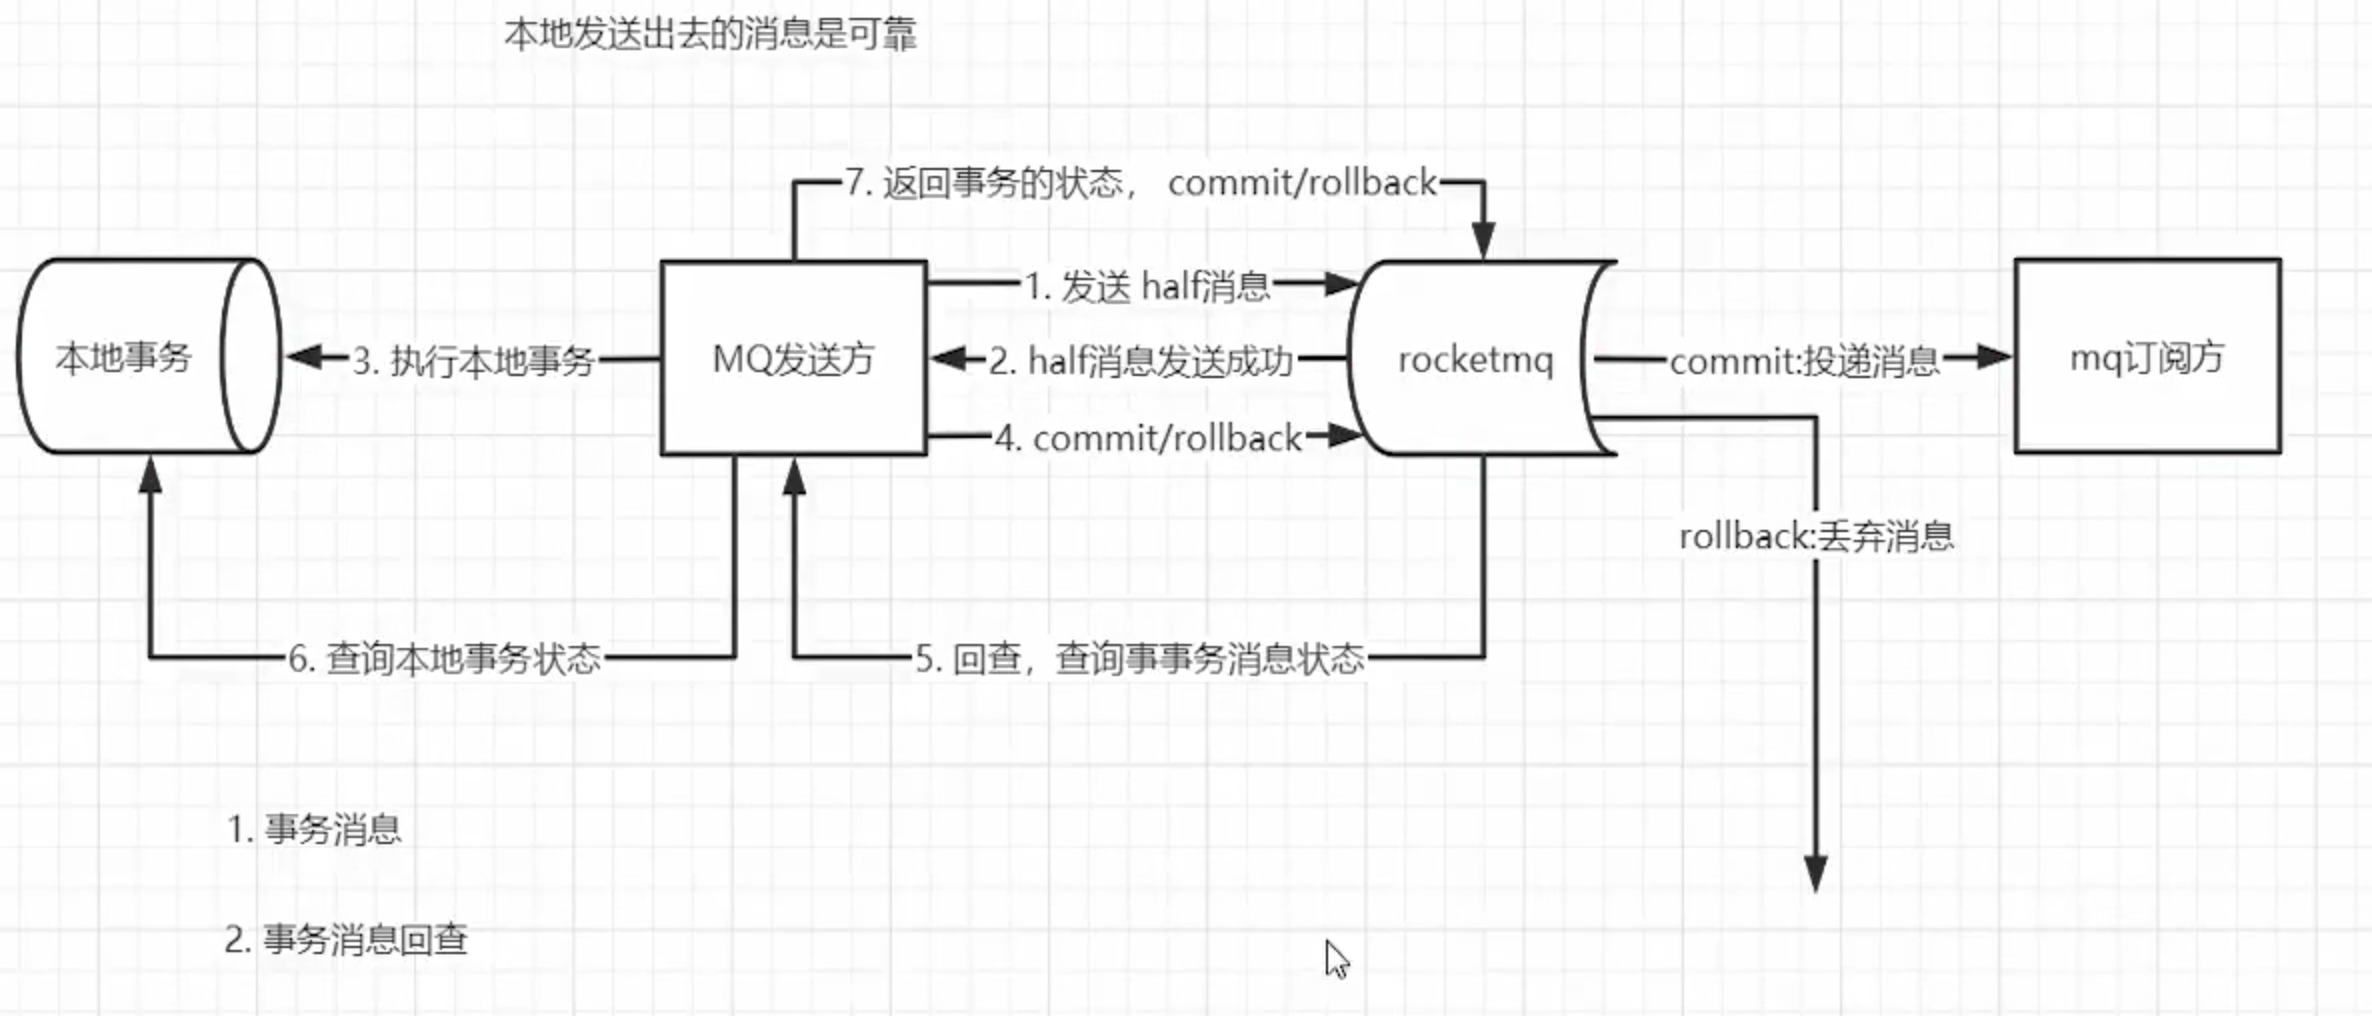 本地发送出去的消息是可靠
7. 返回事务的状态， commit/rollback
1. 发送 half消息
本地事务
3. 执行本地事务
MQ发送方
2. half消息发送成功
rocketmq
commit:投递消息
mq订阅方
4. commit/rollback
rollback:丢弃消息
6. 查询本地事务状态
5. 回查，查询事事务消息状态
1. 事务消息
2. 事务消息回查